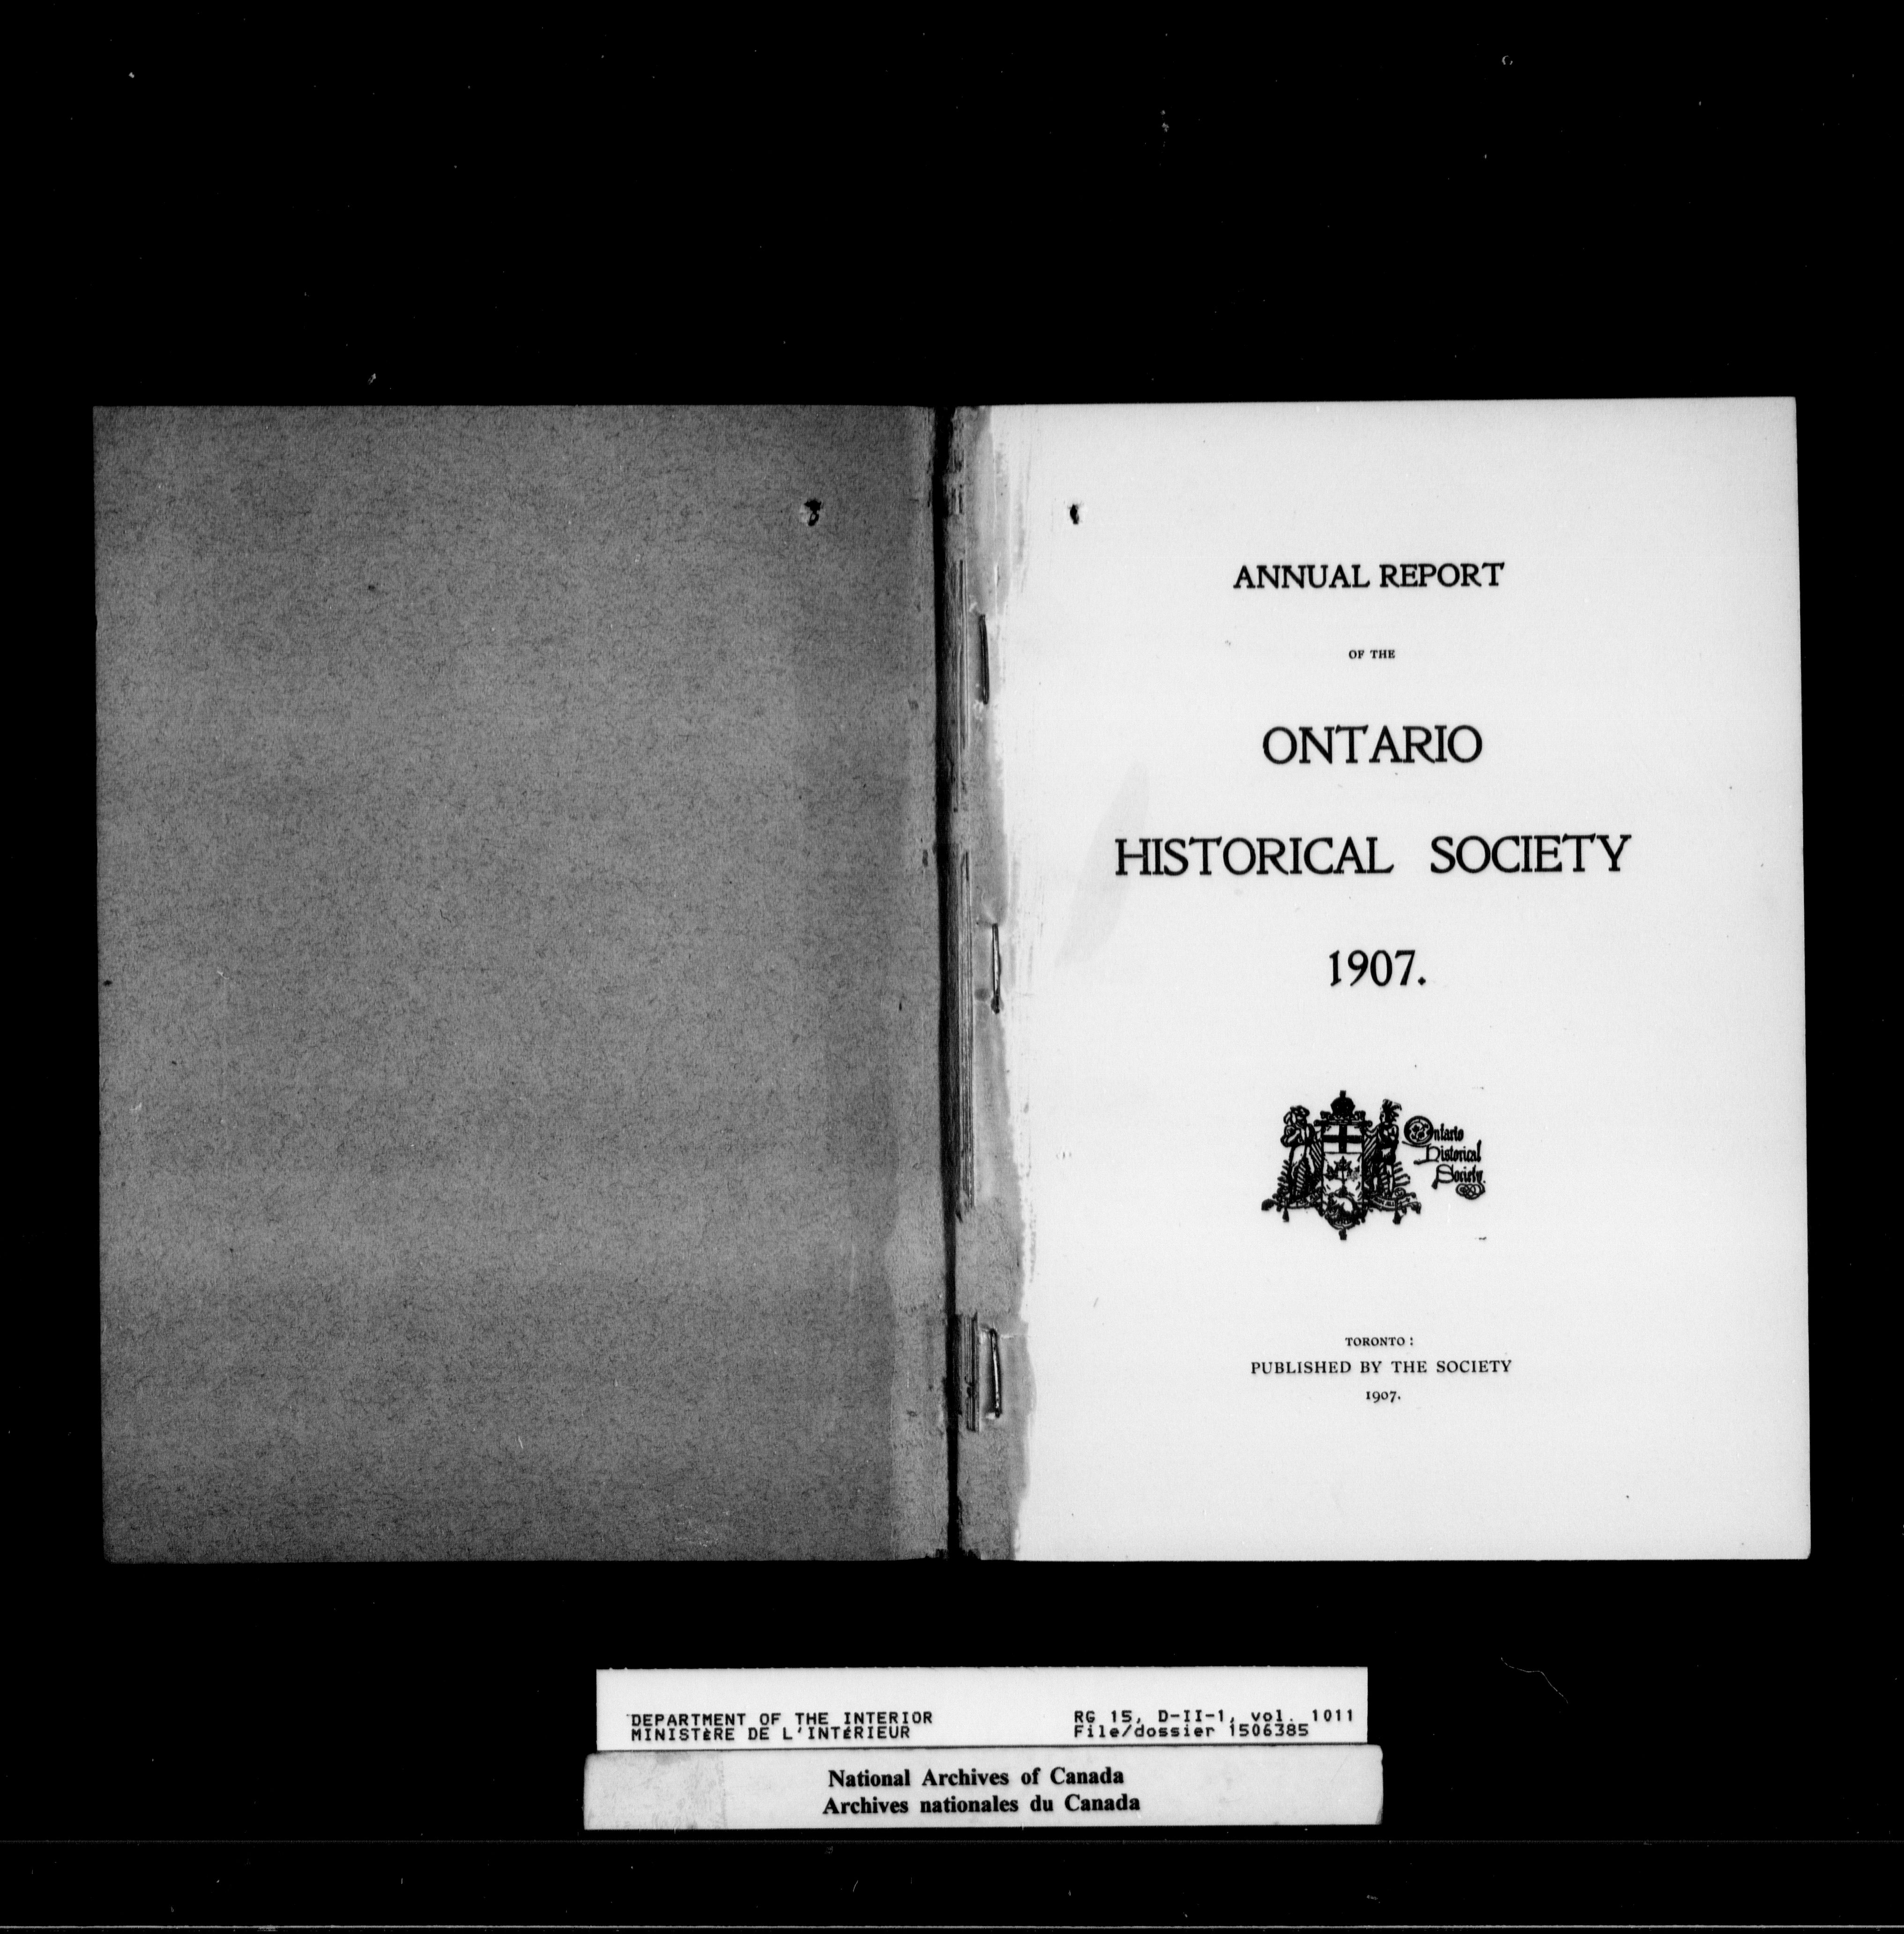 ANNUAL REPORT
OF THE
ONTARIO
HISTORICAL SOCIETY
1907.
Ontario
Historical
Society.
TORONTO:
PUBLISHED BY THE SOCIETY
1907.
DEPARTMENT OF THE INTERIOR RG 15, D-II-1, vol. 1011
MINISTÈRE DE L'INTÉRIEUR File/dossier 1506385
National Archives of Canada
Archives nationales du Canada